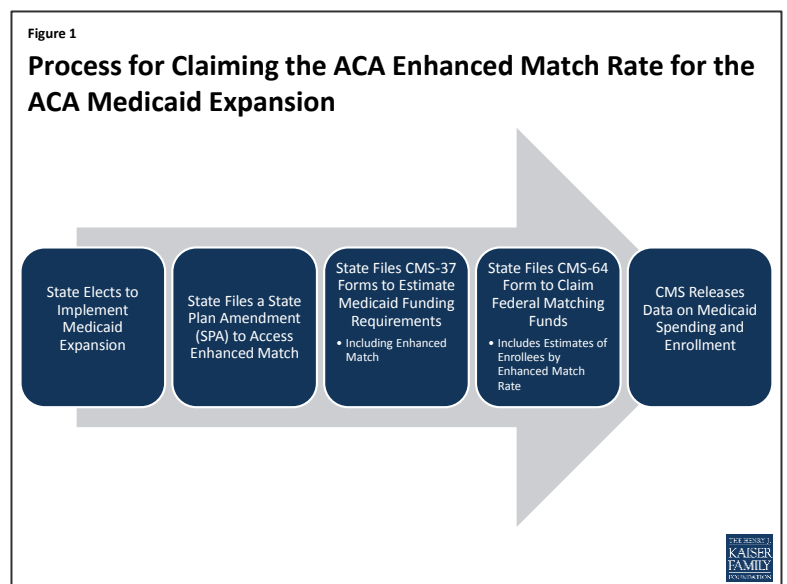 Figure 1
Process for Claiming the ACA Enhanced Match Rate for the
ACA Medicaid Expansion
State Elects to
Implement
Medicaid
Expansion
State Files a State
Plan Amendment
(SPA) to Access
Enhanced Match
State Files CMS-37
Forms to Estimate
Medicaid Funding
Requirements
• Including Enhanced
Match
State Files CMS-64
Form to Claim
Federal Matching
Funds
• Includes Estimates of
Enrollees by
Enhanced Match
Rate
CMS Releases
Data on Medicaid
Spending and
Enrollment
THE HENRY J.
KAISER
FAMILY
FOUNDATION